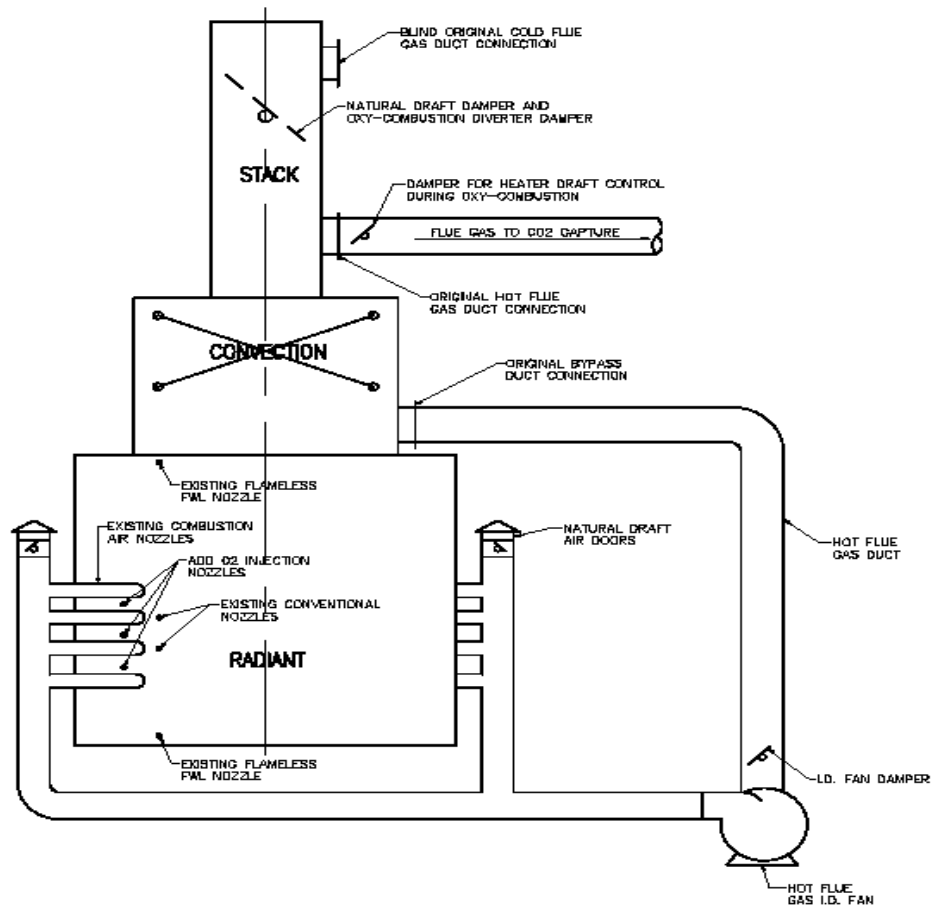 BLIND ORIGINAL COLD FLUE
GAS DUCT CONNECTION
NATURAL DRAFT DAMPER AND
OXY-COMBUSTION DIVERTER DAMPER
STACK
DAMPER FOR HEATER DRAFT CONTROL
DURING OXY-COMBUSTION
FLUE GAS TO CO2 CAPTURE
ORIGINAL HOT FLUE
GAS DUCT CONNECTION
CONVECTION
ORIGINAL BYPASS
DUCT CONNECTION
EXISTING FLAMELESS
FWL NOZZLE
EXISTING COMBUSTION
AIR NOZZLES
NATURAL DRAFT
AIR DOORS
HOT FLUE
GAS DUCT
ADD O2 INJECTION
NOZZLES
EXISTING CONVENTIONAL
NOZZLES
RADIANT
EXISTING FLAMELESS
FWL NOZZLE
I.D. FAN DAMPER
HOT FLUE
GAS I.D. FAN